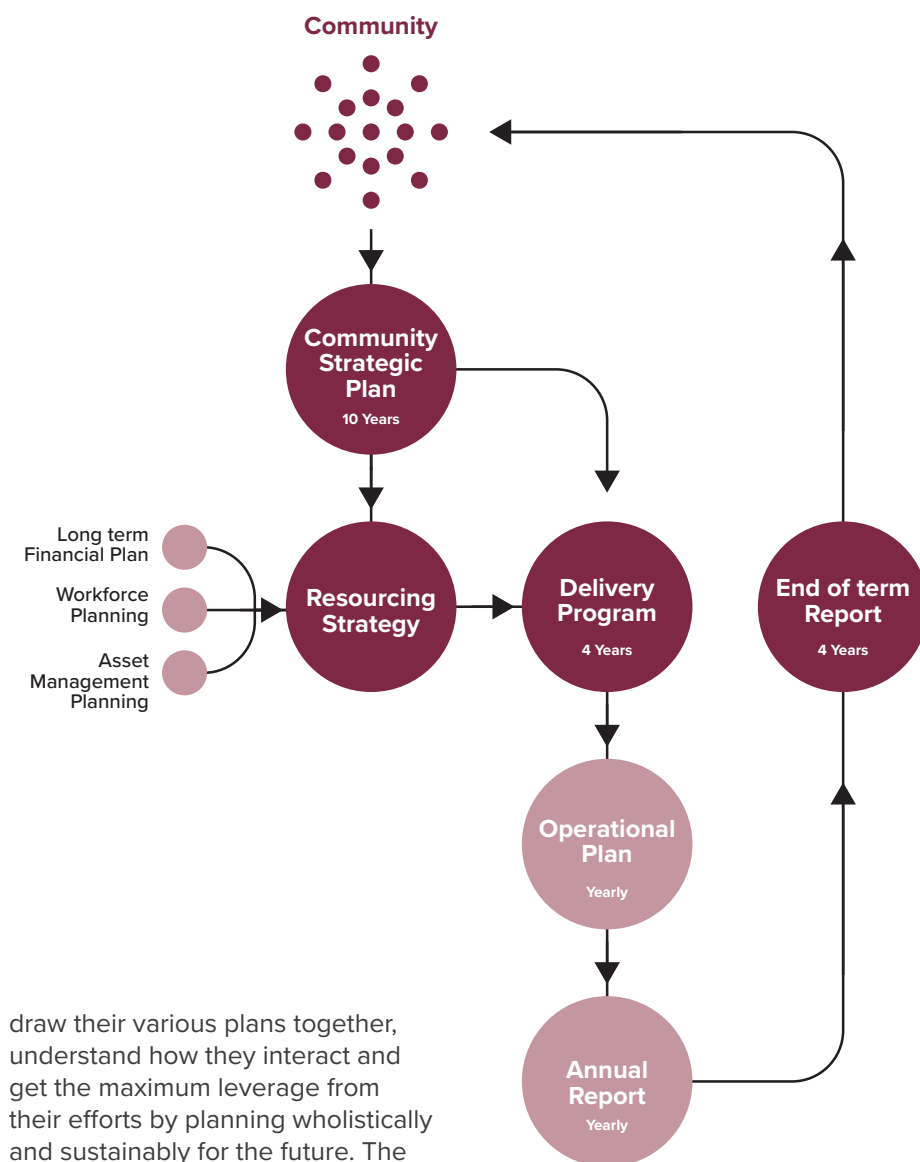 Community
Community
Strategic
Plan
10 Years
Long term
Financial Plan
Workforce
Planning
Asset
Management
Planning
Resourcing
Strategy
Delivery
Program
4 Years
End of term
Report
4 Years
Operational
Plan
Yearly
Annual
Report
Yearly
draw their various plans together,
understand how they interact and
get the maximum leverage from
their efforts by planning wholistically
and sustainably for the future. The